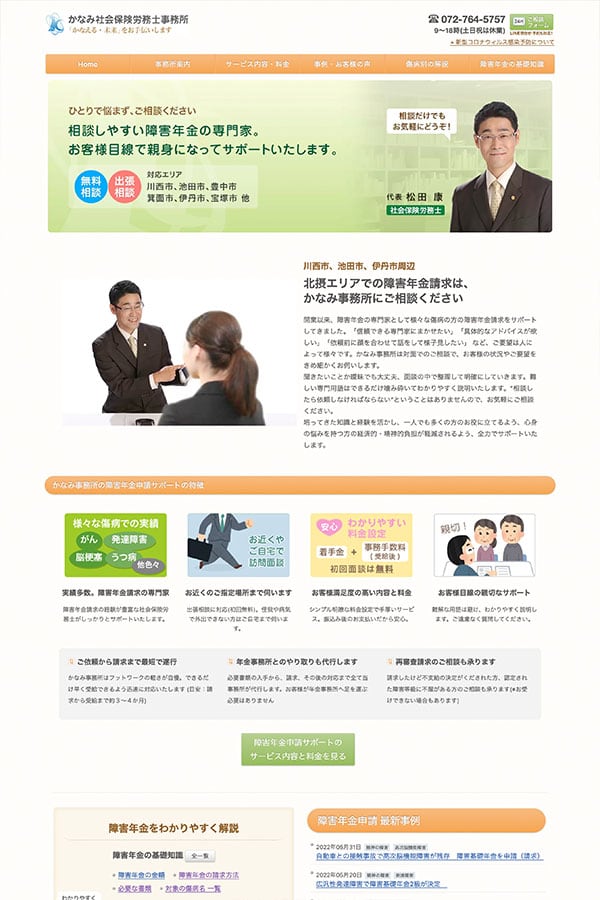 かなみ社会保険労務士事務所
「かなえる・未来」をお手伝いします
072-764-5757
9〜18時(土日祝は休業)
24H ご相談フォーム
LINE問合せ・予約も対応!
新型コロナウィルス感染予防について
Home 事務所案内 サービス内容・料金 事例・お客様の声 傷病別の解説 障害年金の基礎知識
ひとりで悩まず、ご相談ください
相談しやすい障害年金の専門家。
お客様目線で親身になってサポートいたします。
無料相談
出張相談
対応エリア
川西市、池田市、豊中市
箕面市、伊丹市、宝塚市 他
相談だけでも
お気軽にどうぞ!
代表 松田 康
社会保険労務士
川西市、池田市、伊丹市周辺
北摂エリアでの障害年金請求は、
かなみ事務所にご相談ください
開業以来、障害年金の専門家として様々な傷病の方の障害年金請求をサポート
してきました。「信頼できる専門家にまかせたい」「具体的なアドバイスが欲
しい」「依頼前に顔を合わせて話をして様子見したい」 など、ご要望は人に
よって様々です。かなみ事務所は対面でのご相談で、お客様の状況やご要望を
きめ細かくお伺いします。
聞きたいことが曖昧でも大丈夫、面談の中で整理して明確にしていきます。難
しい専門用語はできるだけ噛み砕いてわかりやすく説明いたします。"相談し
たら依頼しなければならない"ということはありませんので、お気軽にご相談
ください。
培ってきた知識と経験を活かし、一人でも多くの方のお役に立てるよう、心身
の悩みを持つ方の経済的・精神的負担が軽減されるよう、全力でサポートいた
します。
かなみ事務所の障害年金申請サポートの特徴
様々な傷病での実績
がん 発達障害
脳梗塞 うつ病
他色々
お近くや
ご自宅で
訪問面談
安心 わかりやすい
料金設定
着手金 + 事務手数料
(受給後)
初回面談は無料
親切!
実績多数。障害年金請求の専門家
障害年金請求の経験が豊富な社会保険労
務士がしっかりとサポートいたします。
お近くのご指定場所まで伺います
出張相談に対応(初回無料)。怪我や病気
で外出できない方はご自宅まで伺いま
す。
お客様満足度の高い内容と料金
シンプル明瞭な料金設定で手厚いサービ
ス。振込み後のお支払いだから安心。
お客様目線の親切なサポート
難解な用語は避け、わかりやすく説明し
ます。ご遠慮なく質問してください。
ご依頼から請求まで最短で遂行
かなみ事務所はフットワークの軽さが自慢。できるだ
け早く受給できるよう迅速に対応いたします (目安：請
求から受給まで約3〜4か月)
年金事務所とのやり取りも代行します
必要書類の入手から、請求、その後の対応まで全て当
事務所が代行します。お客様が年金事務所へ足を運ぶ
必要はありません
再審査請求のご相談も承ります
請求したけど不支給の決定がくだされた方、認定され
た障害等級に不服がある方のご相談も承ります(※お受
けできない場合もあります)
障害年金申請サポートの
サービス内容と料金を見る
障害年金をわかりやすく解説
障害年金の基礎知識 全一覧
障害年金の金額 障害年金の請求方法
必要な書類 対象の傷病名 一覧
わかりやすく
障害年金申請 最新事例
2022年05月31日 精神の障害 高次脳機能障害
自動車との接触事故で高次脳機能障害が残存 障害基礎年金を申請（請求）
2022年05月20日 精神の障害 発達障害
広汎性発達障害で障害基礎年金2級が決定